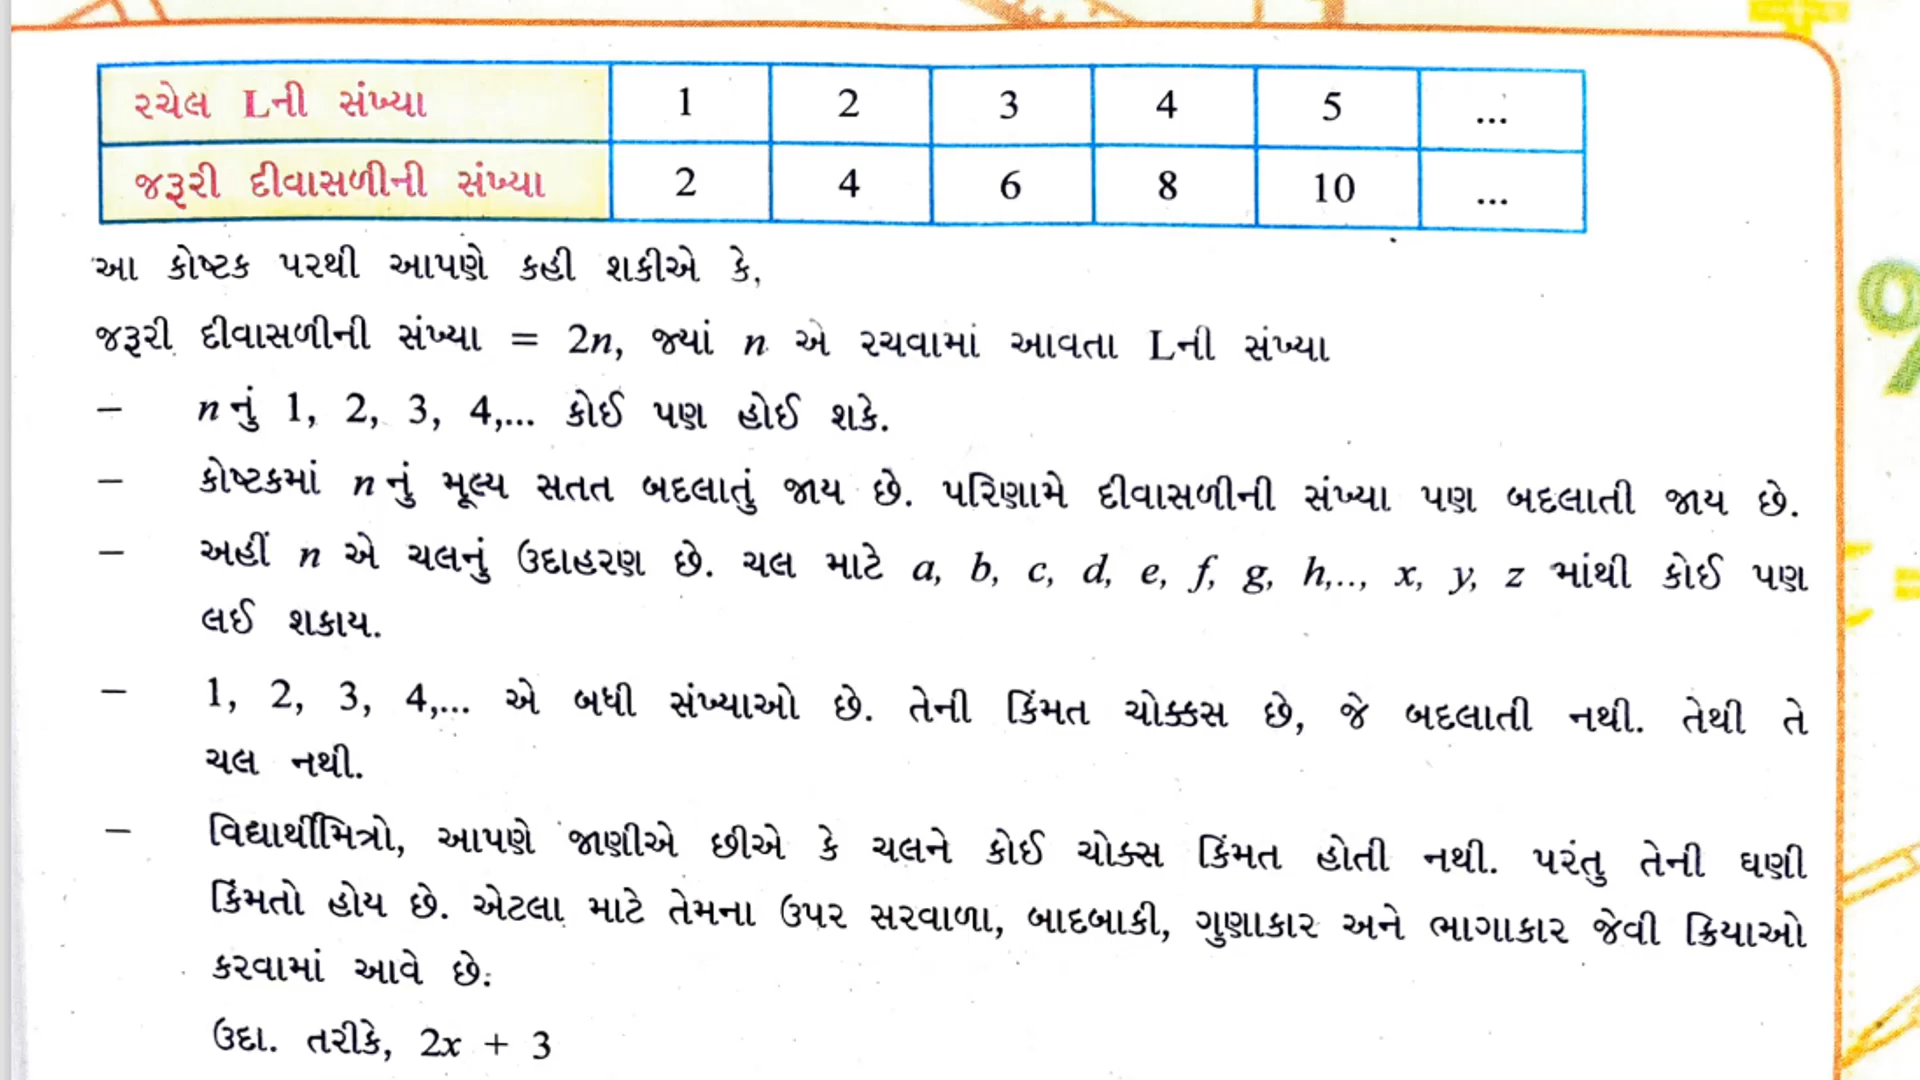 રચેલ Lની સંખ્યા 1 2 3 4 5 ...
જરૂરી દીવાસળીની સંખ્યા 2 4 6 8 10 ...
આ કોષ્ટક પરથી આપણે કહી શકીએ કે,
જરૂરી દીવાસળીની સંખ્યા = 2n, જ્યાં n એ રચવામાં આવતા Lની સંખ્યા
– nનું 1, 2, 3, 4,... કોઈ પણ હોઈ શકે.
– કોષ્ટકમાં nનું મૂલ્ય સતત બદલાતું જાય છે. પરિણામે દીવાસળીની સંખ્યા પણ બદલાતી જાય છે.
– અહીં n એ ચલનું ઉદાહરણ છે. ચલ માટે a, b, c, d, e, f, g, h,.., x, y, z માંથી કોઈ પણ
લઈ શકાય.
– 1, 2, 3, 4,... એ બધી સંખ્યાઓ છે. તેની કિંમત ચોક્કસ છે, જે બદલાતી નથી. તેથી તે
ચલ નથી.
– વિદ્યાર્થીમિત્રો, આપણે જાણીએ છીએ કે ચલને કોઈ ચોક્સ કિંમત હોતી નથી. પરંતુ તેની ઘણી
કિંમતો હોય છે. એટલા માટે તેમના ઉપર સરવાળા, બાદબાકી, ગુણાકાર અને ભાગાકાર જેવી ક્રિયાઓ
કરવામાં આવે છે.
ઉદા. તરીકે, 2x + 3